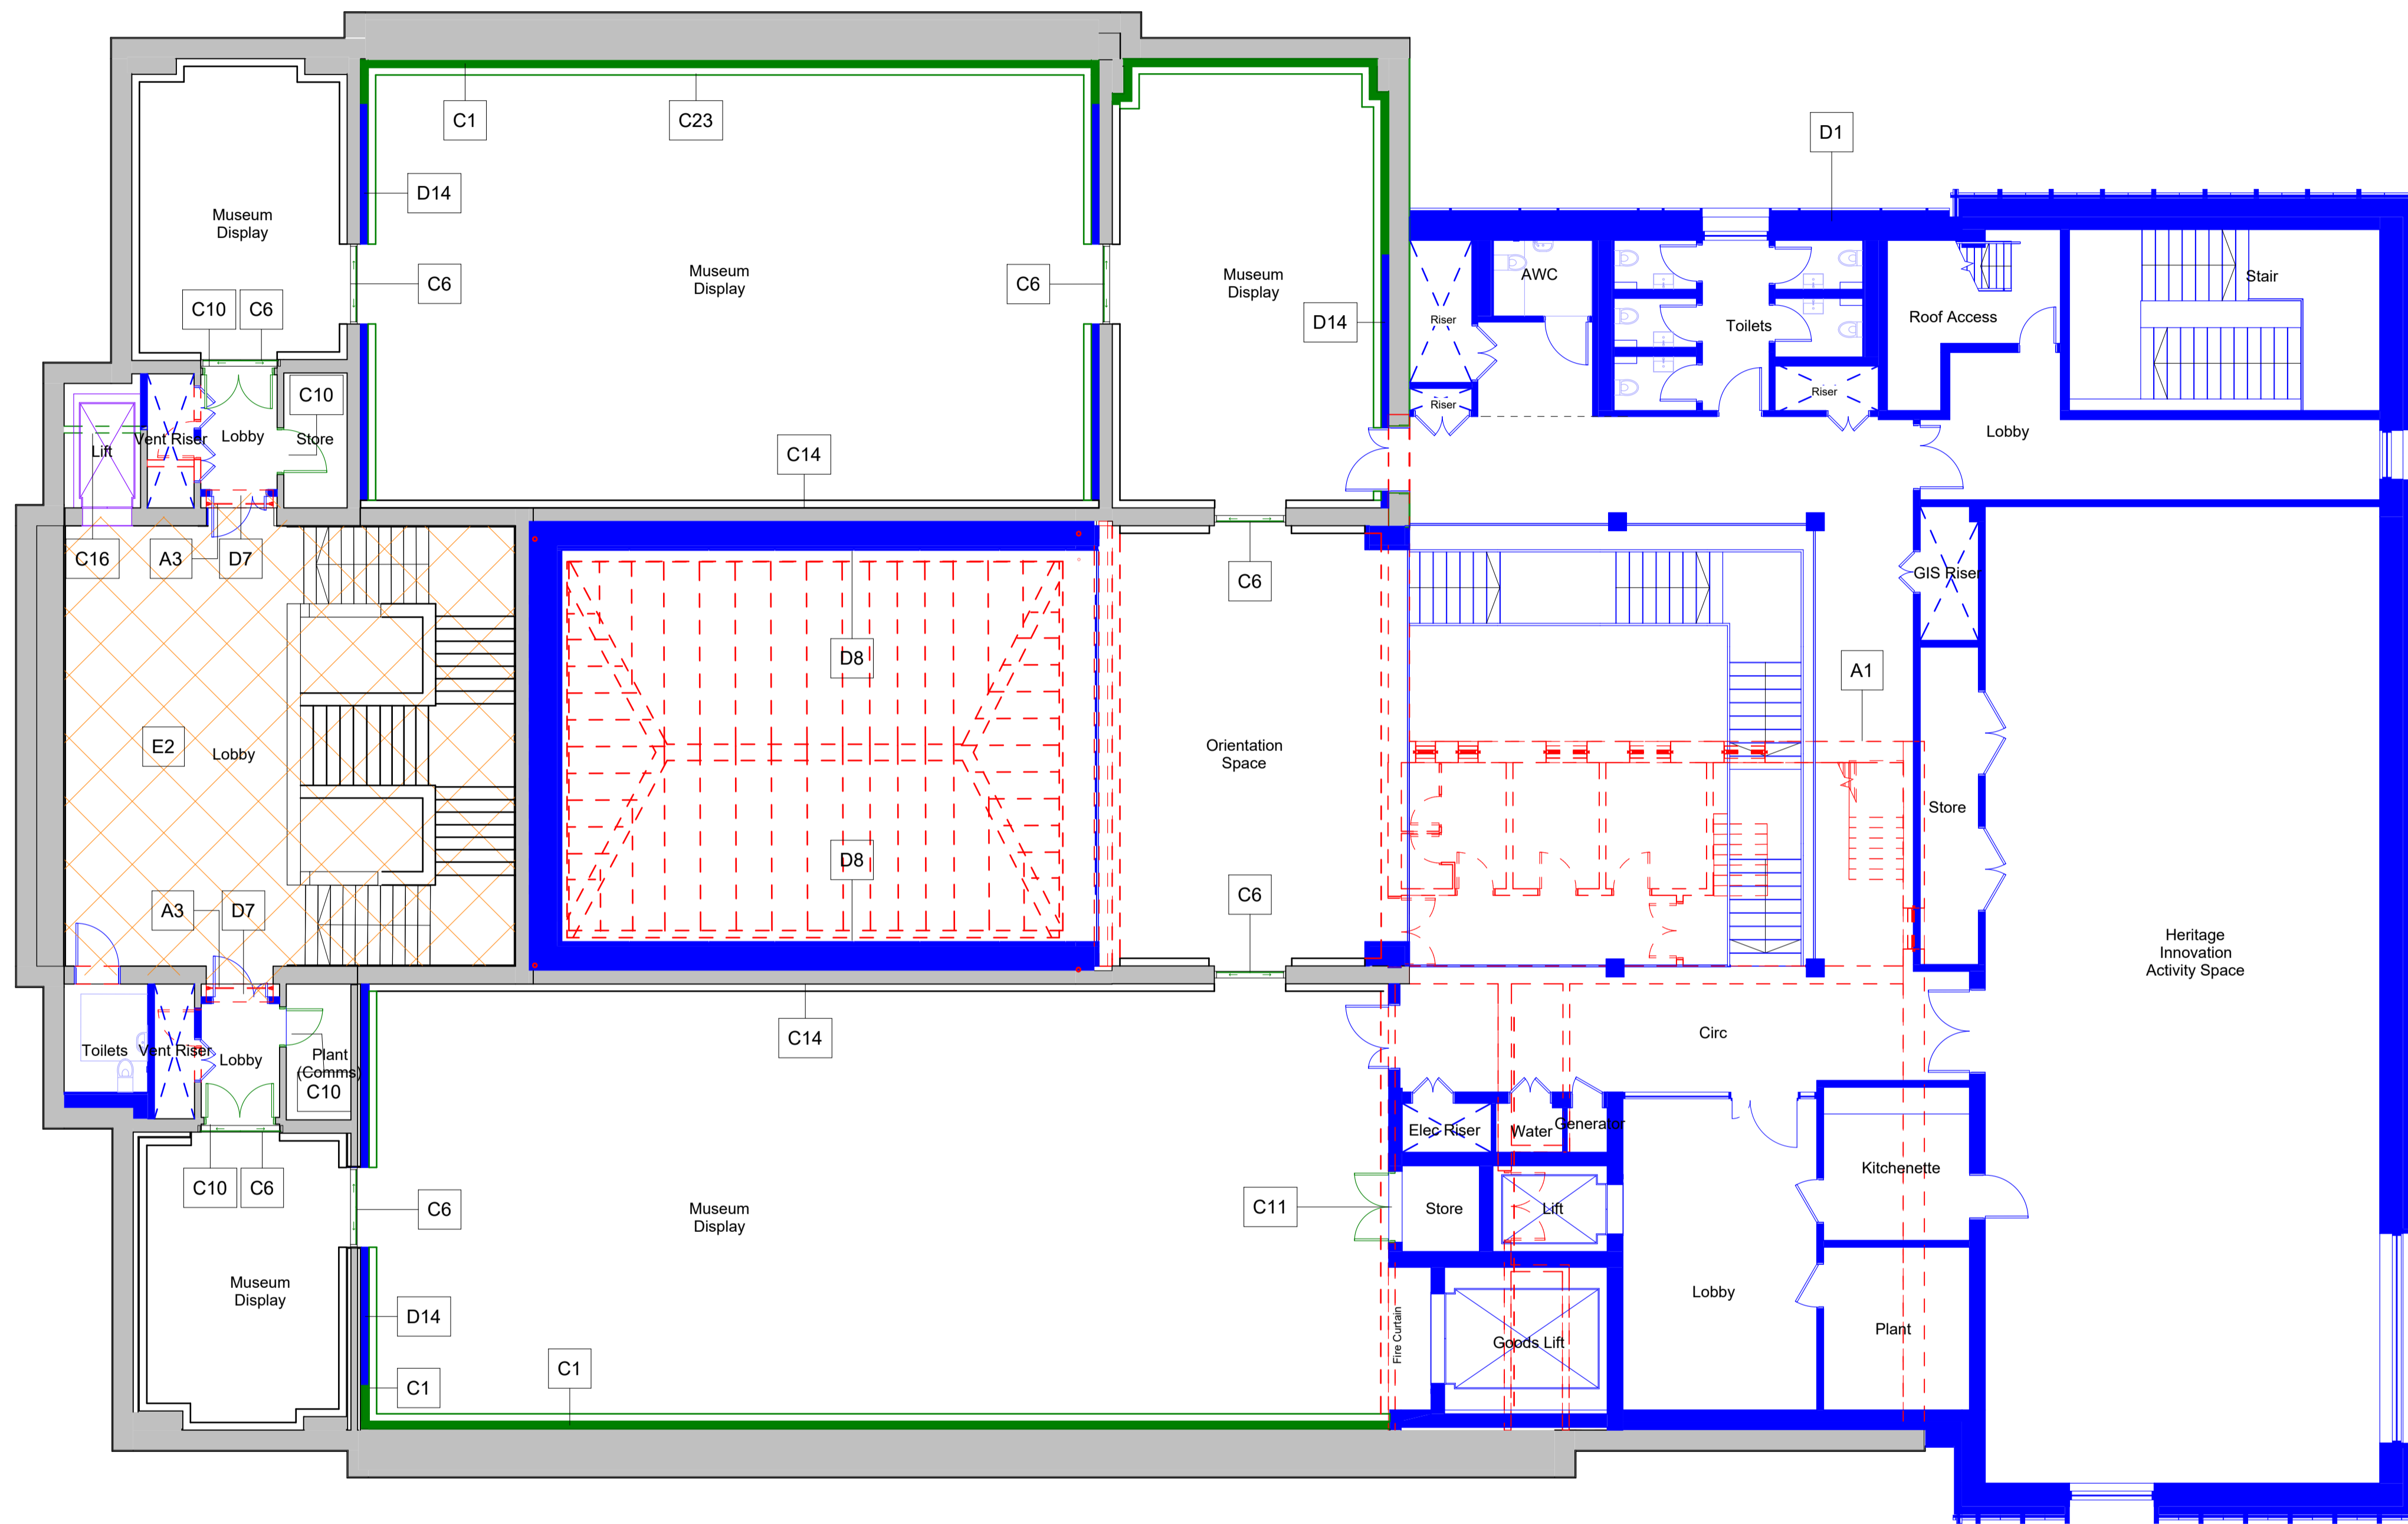 C1
C23
D1
D14
Museum
Display
Museum
Display
Museum
Display
C6
C6
AWC
Stair
C10
C6
D14
Riser
Toilets
Roof Access
C10
Riser
Riser
Lift
Vent Riser
Lobby
Store
C14
Lobby
C16
A3
D7
C6
GIS Riser
D8
A1
E2
Lobby
Orientation
Space
Store
D8
C6
A3
D7
Heritage
Innovation
Activity Space
Toilets
Vent Riser
Lobby
Plant
(Comms)
C10
C14
Circ
Elec Riser
Water
Generator
C10
C6
C6
Museum
Display
C11
Store
Lift
Kitchenette
Museum
Display
D14
Lobby
Fire Curtain
Goods Lift
Plant
C1
C1